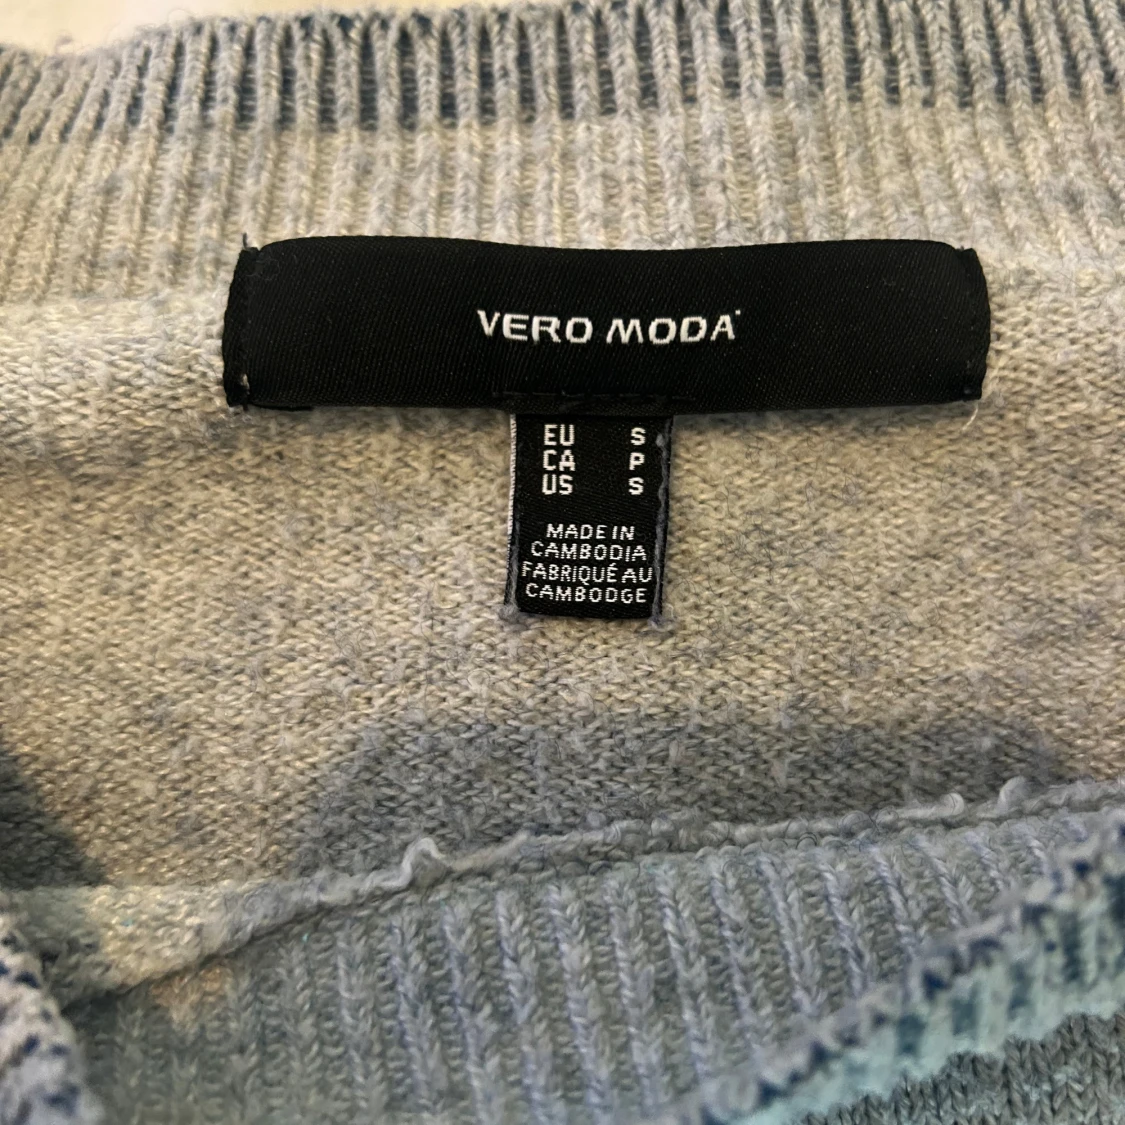 VERO MODA
EU S
CA P
US S
MADE IN
CAMBODIA
FABRIQUÉ AU
CAMBODGE